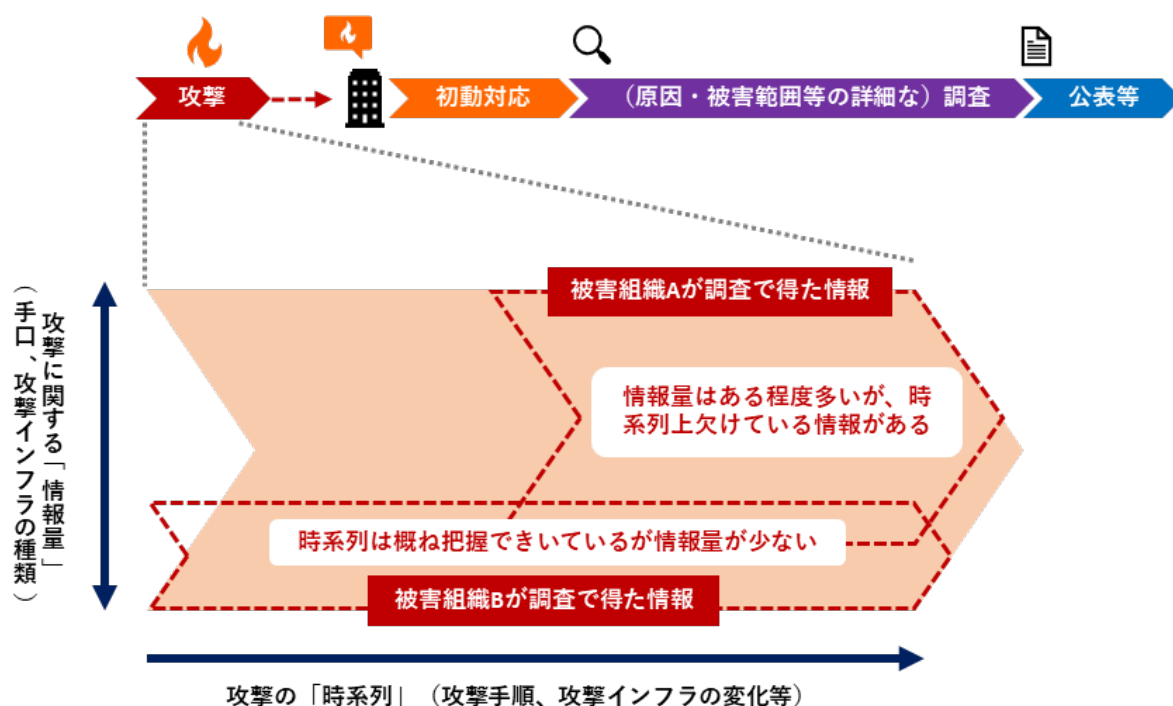 攻撃
初動対応
（原因・被害範囲等の詳細な）調査
公表等
被害組織Aが調査で得た情報
情報量はある程度多いが、時
系列上欠けている情報がある
時系列は概ね把握できいているが情報量が少ない
被害組織Bが調査で得た情報
攻撃に関する「情報量」
（手口、攻撃インフラの種類）
攻撃の「時系列」（攻撃手順、攻撃インフラの変化等）